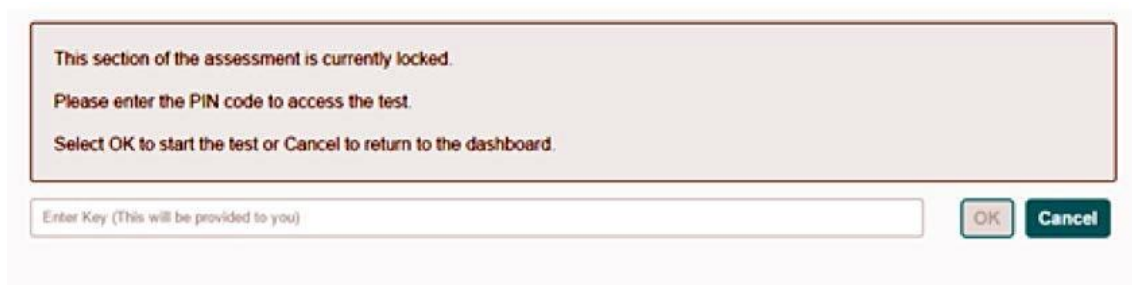 This section of the assessment is currently locked.
Please enter the PIN code to access the test.
Select OK to start the test or Cancel to return to the dashboard.
Enter Key (This will be provided to you)
OK
Cancel